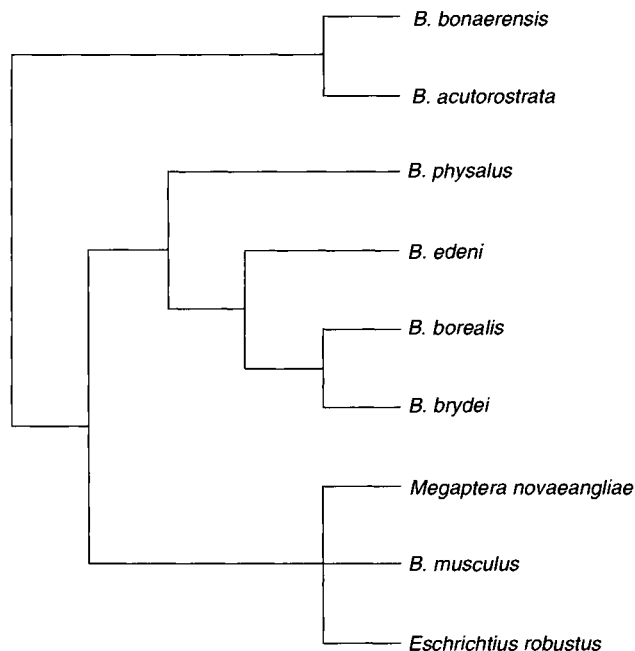 B. bonaerensis
B. acutorostrata
B. physalus
B. edeni
B. borealis
B. brydei
Megaptera novaeangliae
B. musculus
Eschrichtius robustus